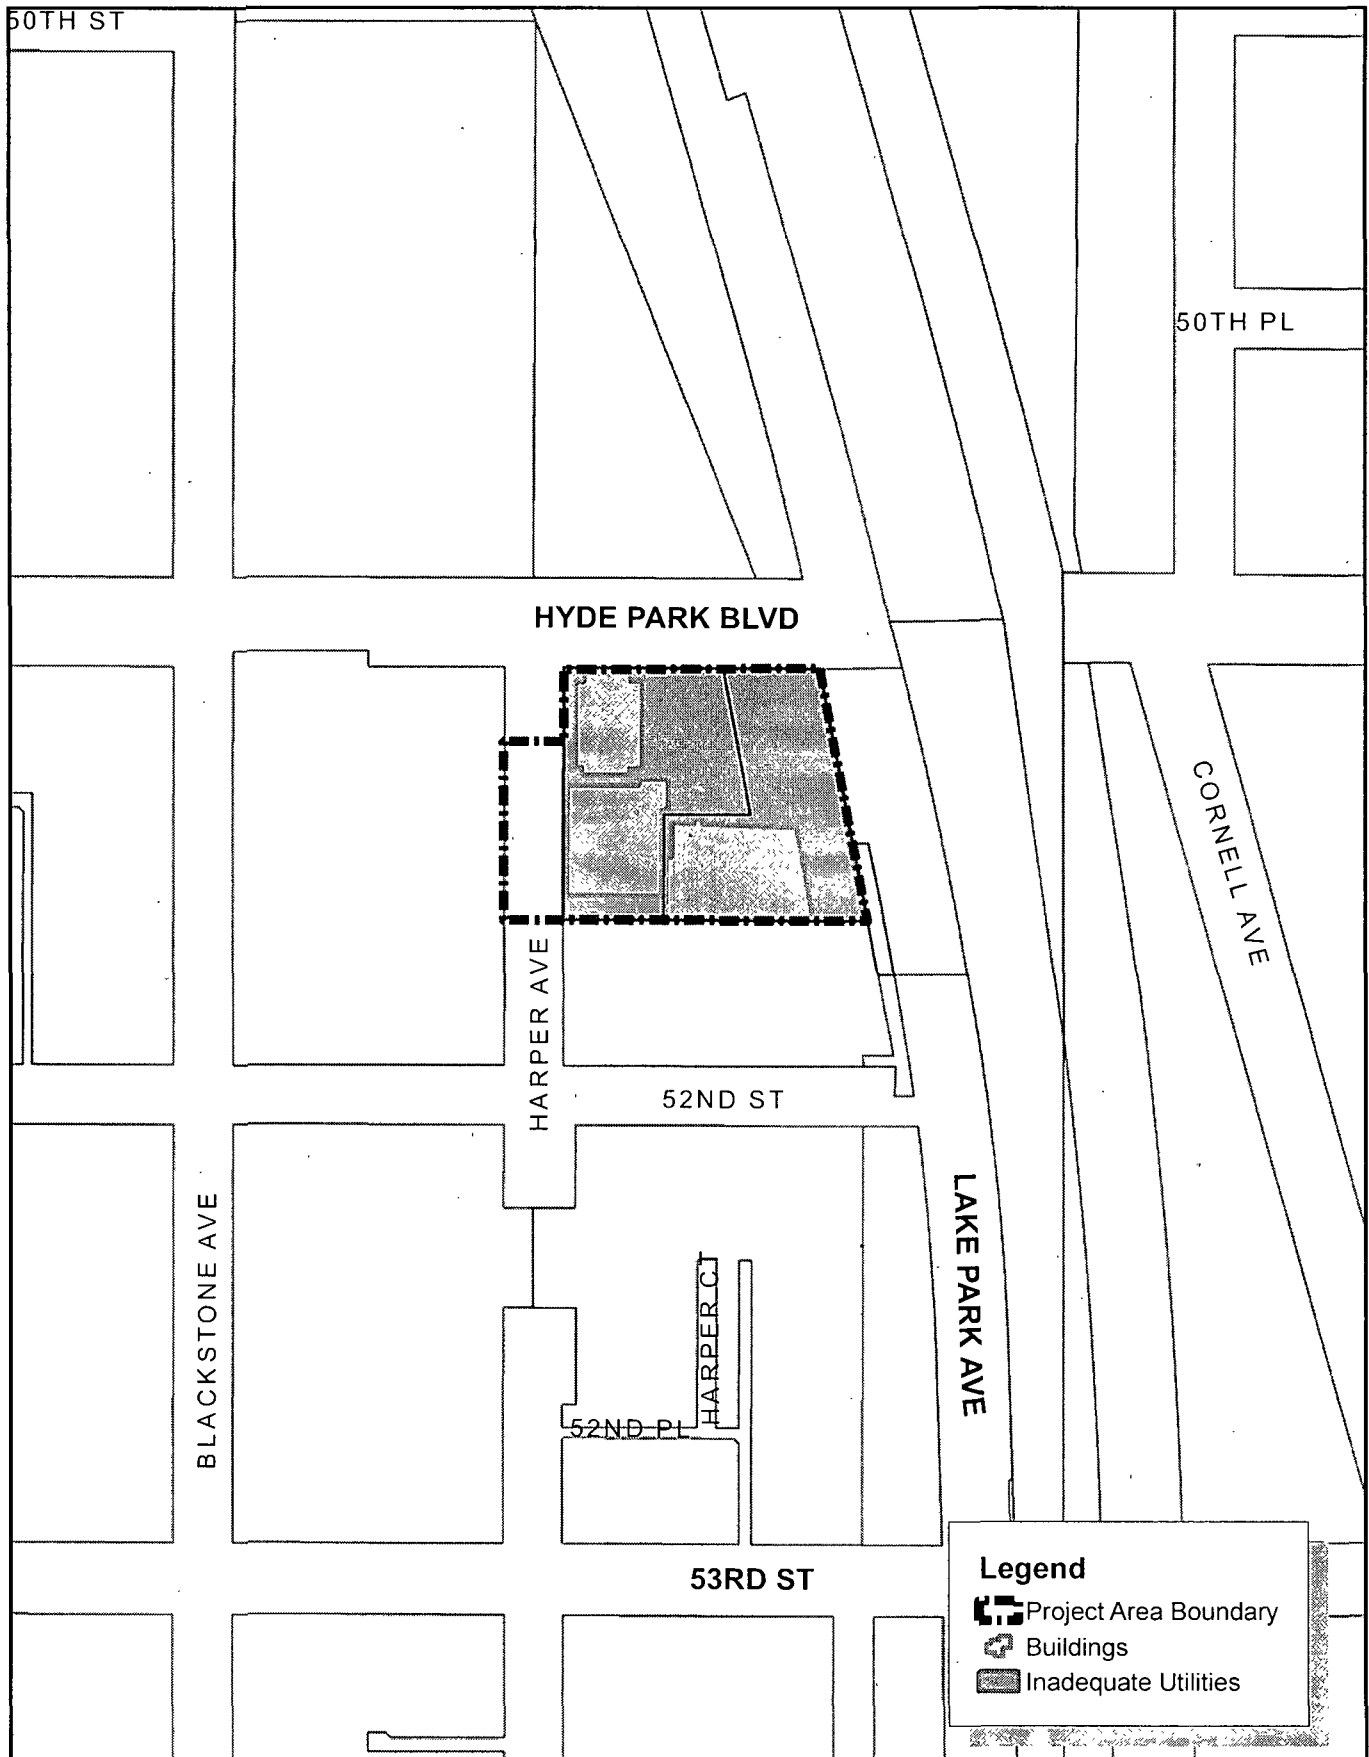 50TH ST
50TH PL
HYDE PARK BLVD
CORNELL AVE
HARPER AVE
52ND ST
BLACKSTONE AVE
LAKE PARK AVE
HARPER CT
52ND PL
53RD ST
Legend
Project Area Boundary
Buildings
Inadequate Utilities